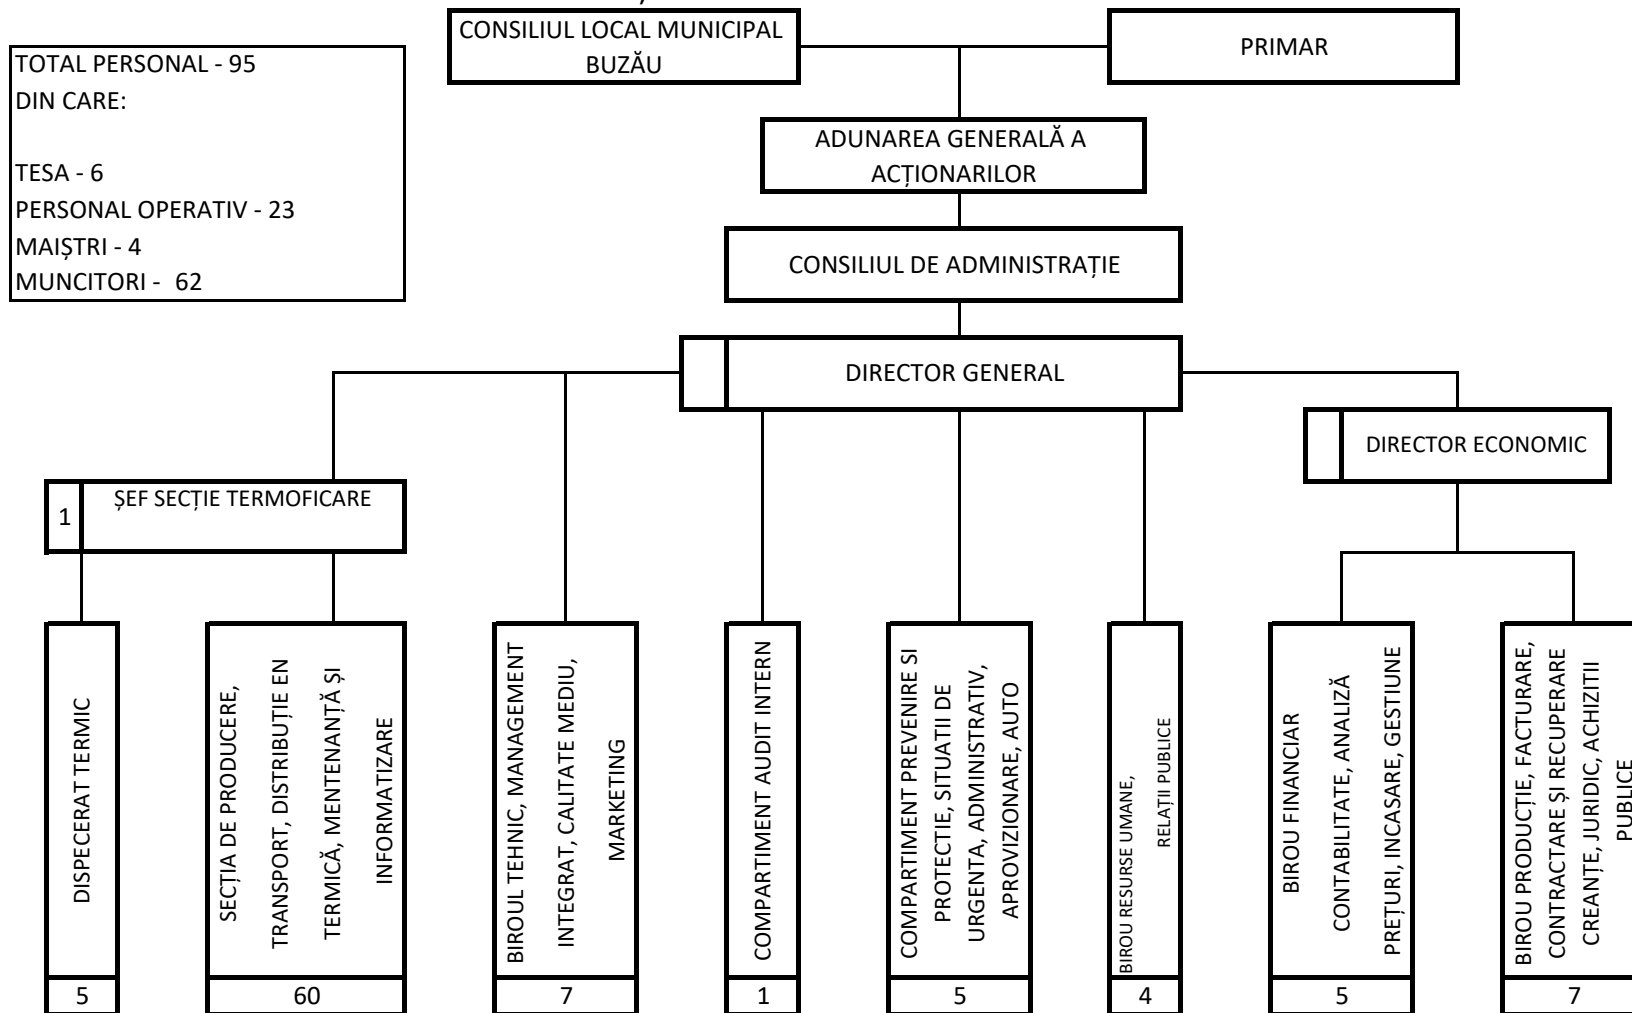 CONSILIUL LOCAL MUNICIPAL
BUZĂU
PRIMAR
TOTAL PERSONAL - 95
DIN CARE:
TESA - 6
PERSONAL OPERATIV - 23
MAIȘTRI - 4
MUNCITORI -  62
ADUNAREA GENERALĂ A
ACȚIONARILOR
CONSILIUL DE ADMINISTRAȚIE
DIRECTOR GENERAL
DIRECTOR ECONOMIC
1
ȘEF SECȚIE TERMOFICARE
DISPECERAT TERMIC
5
SECȚIA DE PRODUCERE,
TRANSPORT, DISTRIBUȚIE EN
TERMICĂ, MENTENANȚĂ ȘI
INFORMATIZARE
60
BIROUL TEHNIC, MANAGEMENT
INTEGRAT, CALITATE MEDIU,
MARKETING
7
COMPARTIMENT AUDIT INTERN
1
COMPARTIMENT PREVENIRE SI
PROTECTIE, SITUATII DE
URGENTA, ADMINISTRATIV,
APROVIZIONARE, AUTO
5
BIROU RESURSE UMANE,
RELAȚII PUBLICE
4
BIROU FINANCIAR
CONTABILITATE, ANALIZĂ
PREȚURI, INCASARE, GESTIUNE
5
BIROU PRODUCȚIE, FACTURARE,
CONTRACTARE ȘI RECUPERARE
CREANȚE, JURIDIC, ACHIZITII
PUBLICE
7